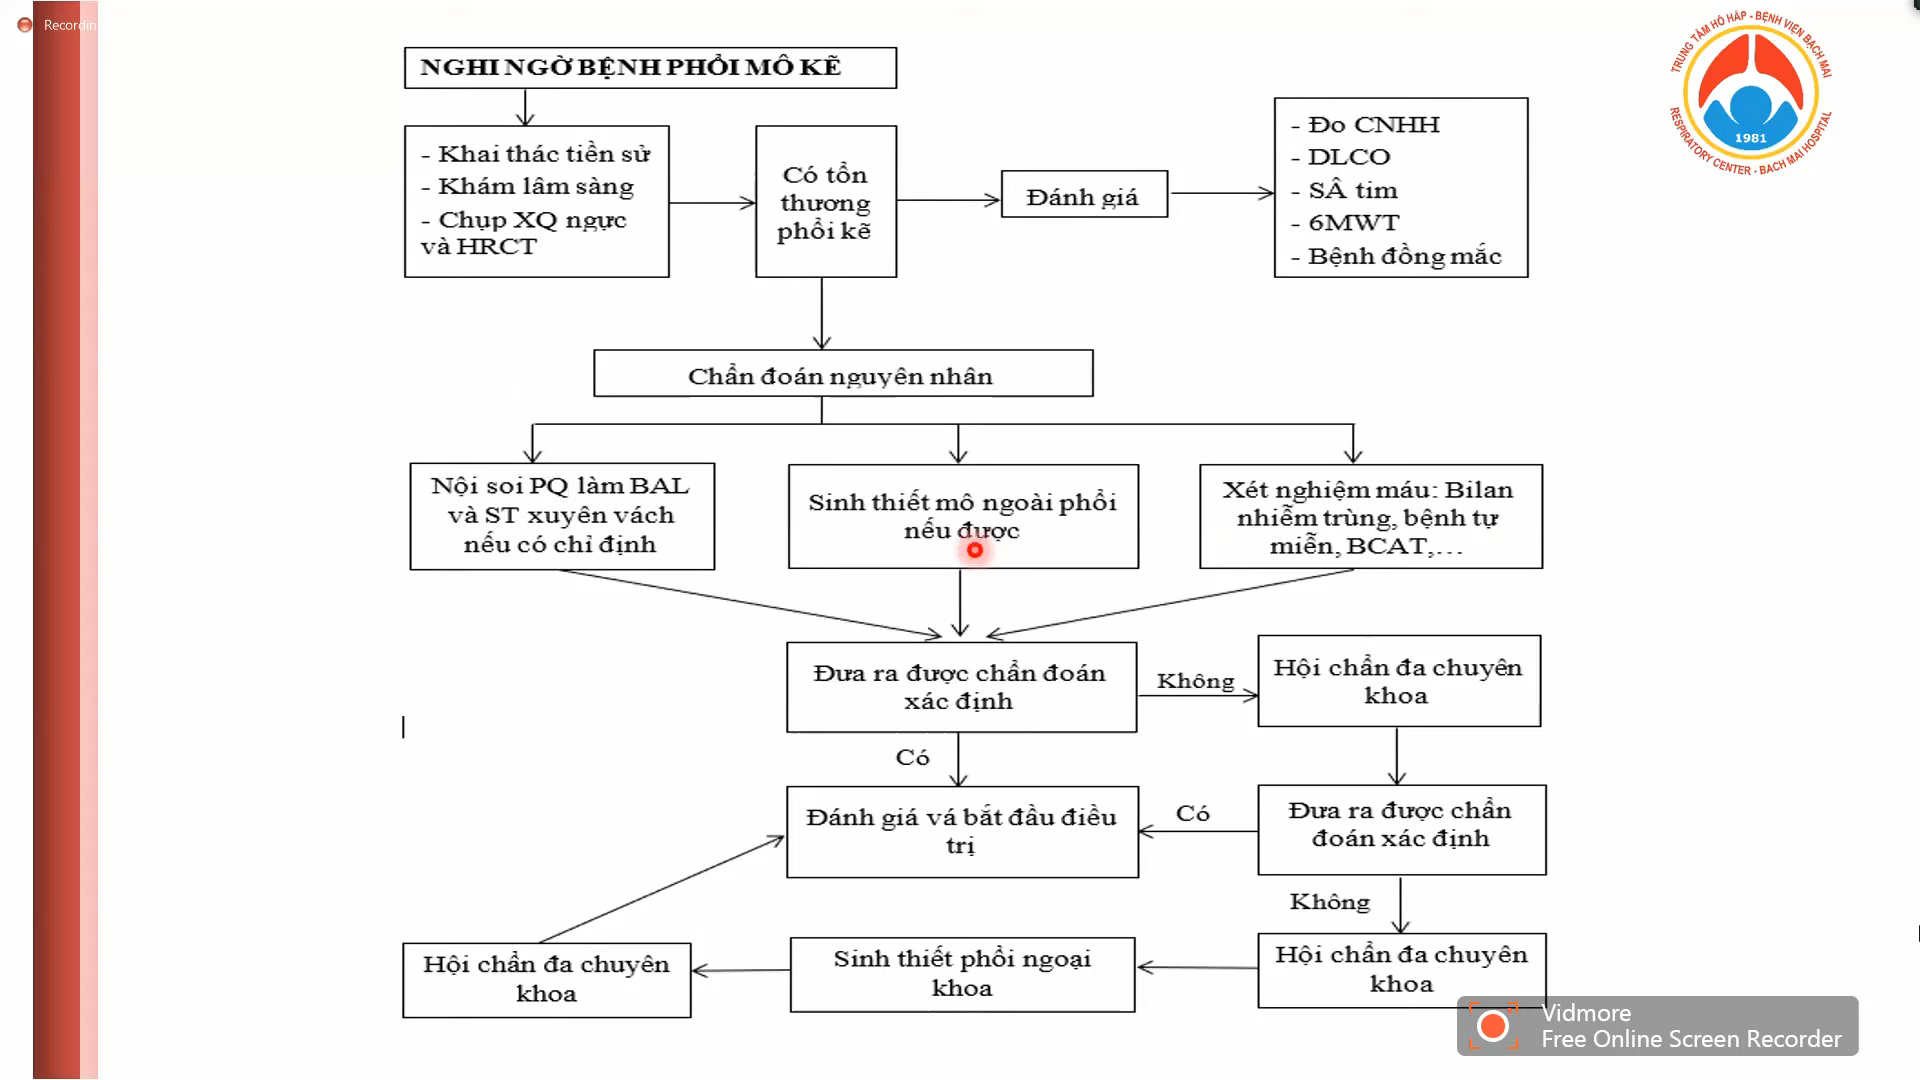 Recordin
TRUNG TÂM HÔ HẤP - BỆNH VIỆN BẠCH MAI
1981
RESPIRATORY CENTER - BACH MAI HOSPITAL
NGHI NGỜ BỆNH PHỔI MÔ KẼ
- Khai thác tiền sử
- Khám lâm sàng
- Chụp XQ ngực
và HRCT
Có tổn
thương
phổi kẽ
Đánh giá
- Đo CNHH
- DLCO
- SÂ tim
- 6MWT
- Bệnh đồng mắc
Chẩn đoán nguyên nhân
Nội soi PQ làm BAL
và ST xuyên vách
nếu có chỉ định
Sinh thiết mô ngoài phổi
nếu được
Xét nghiệm máu: Bilan
nhiễm trùng, bệnh tự
miễn, BCAT,...
Đưa ra được chẩn đoán
xác định
Không
Hội chẩn đa chuyên
khoa
Có
Đánh giá vá bắt đầu điều
trị
Có
Đưa ra được chẩn
đoán xác định
Không
Hội chẩn đa chuyên
khoa
Sinh thiết phổi ngoại
khoa
Hội chẩn đa chuyên
khoa
Vidmore
Free Online Screen Recorder